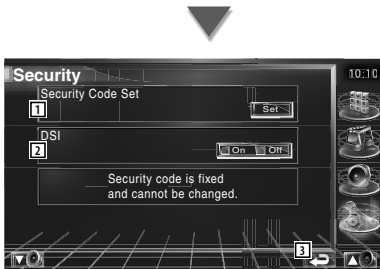 Security
10:10
Security Code Set
1
Set
DSI
2
On Off
Security code is fixed
and cannot be changed.
3